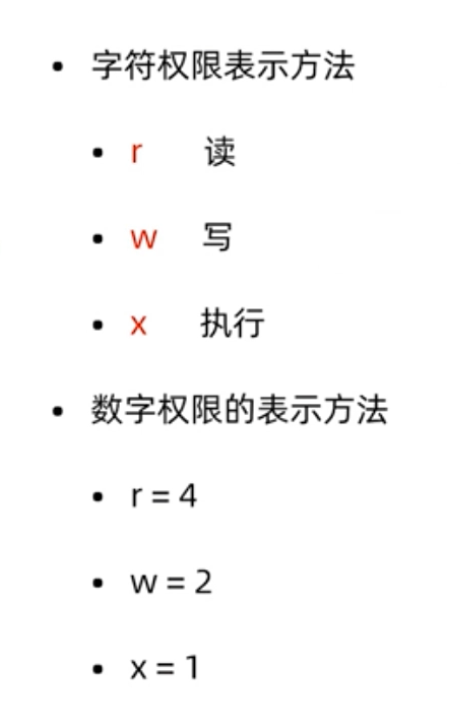 • 字符权限表示方法
• r 读
• w 写
• x 执行
• 数字权限的表示方法
• r = 4
• w = 2
• x = 1